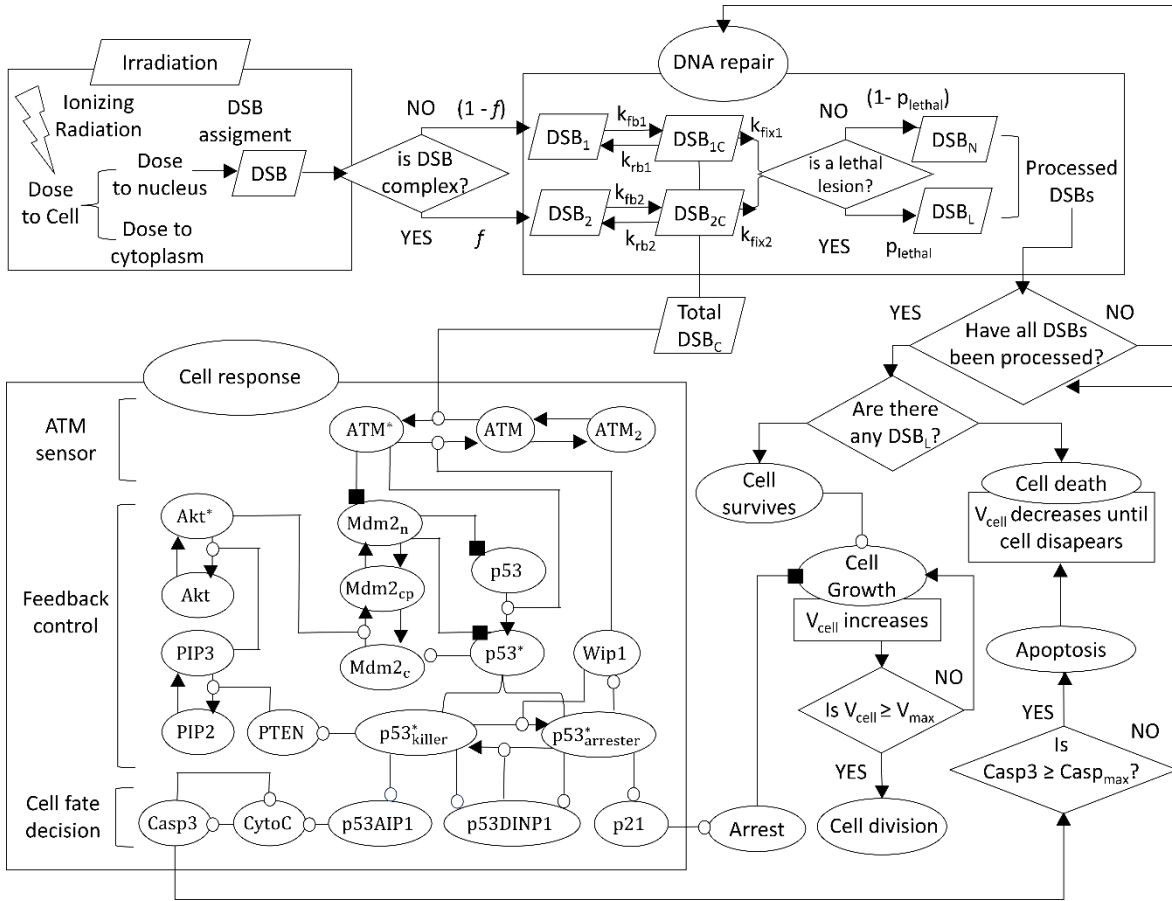 Irradiation
Ionizing
Radiation
DSB
assigment
Dose
to nucleus
DSB
Dose
to Cell
Dose to
cytoplasm
NO (1 - f)
is DSB
complex?
YES f
DNA repair
DSB1
kfb1
krb1
DSB1C
kfix1
DSB2
kfb2
krb2
DSB2C
kfix2
NO (1- plethal)
is a lethal
lesion?
YES plethal
DSBN
DSBL
Processed
DSBs
Total
DSBC
YES
NO
Have all DSBs
been processed?
Are there
any DSBL?
Cell
survives
Cell death
Vcell decreases until
cell disapears
Cell response
ATM
sensor
ATM*
ATM
ATM2
Feedback
control
Akt*
Akt
PIP3
PIP2
PTEN
Mdm2n
Mdm2cp
Mdm2c
p53
p53*
Wip1
p53*killer
p53*arrester
Cell fate
decision
Casp3
CytoC
p53AIP1
p53DINP1
p21
Arrest
Cell
Growth
Vcell increases
NO
Is Vcell ≥ Vmax
YES
Cell division
Apoptosis
YES
NO
Is
Casp3 ≥ Caspmax?